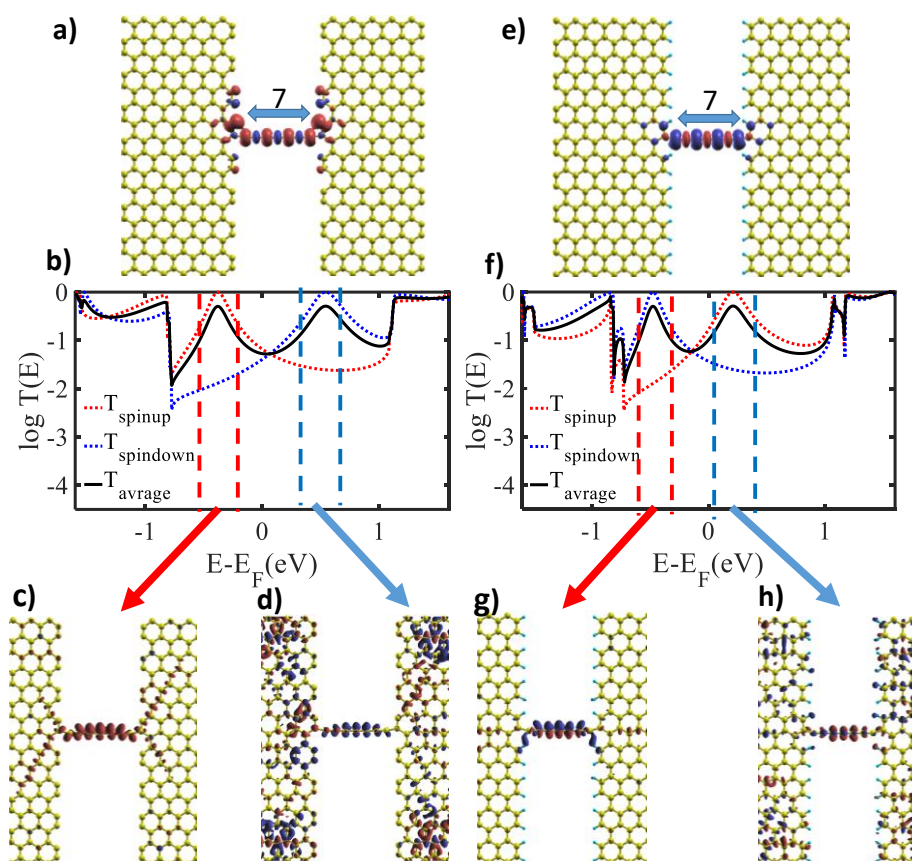 a)
7
e)
7
b)
0
-1
-2
-3
-4
log T(E)
T spinup
T spindown
T avrage
-1
0
1
E-E F (eV)
f)
0
-1
-2
-3
-4
log T(E)
T spinup
T spindown
T avrage
-1
0
1
E-E F (eV)
c)
d)
g)
h)